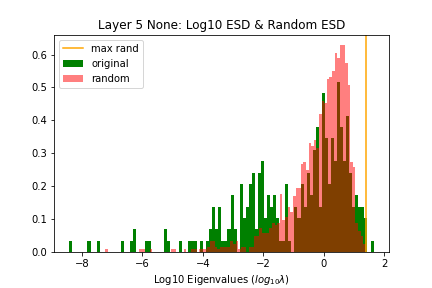 Layer 5 None: Log10 ESD & Random ESD
max rand
original
random
0.6
0.5
0.4
0.3
0.2
0.1
0.0
−8
−6
−4
−2
0
2
Log10 Eigenvalues (log₁₀λ)